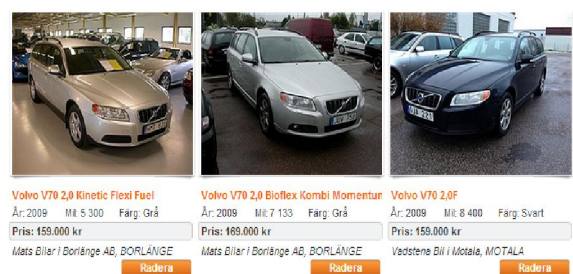 Volvo V70 2,0 Kinetic Flexi Fuel
År: 2009 Mil: 5 300 Färg: Grå
Pris: 159.000 kr
Mats Bilar i Borlänge AB, BORLÄNGE
Radera
Volvo V70 2,0 Bioflex Kombi Momentun
År: 2009 Mil: 7 133 Färg: Grå
Pris: 169.000 kr
Mats Bilar i Borlänge AB, BORLÄNGE
Radera
Volvo V70 2,0F
År: 2009 Mil: 8 400 Färg: Svart
Pris: 159.000 kr
Vadstena Bil i Motala, MOTALA
Radera